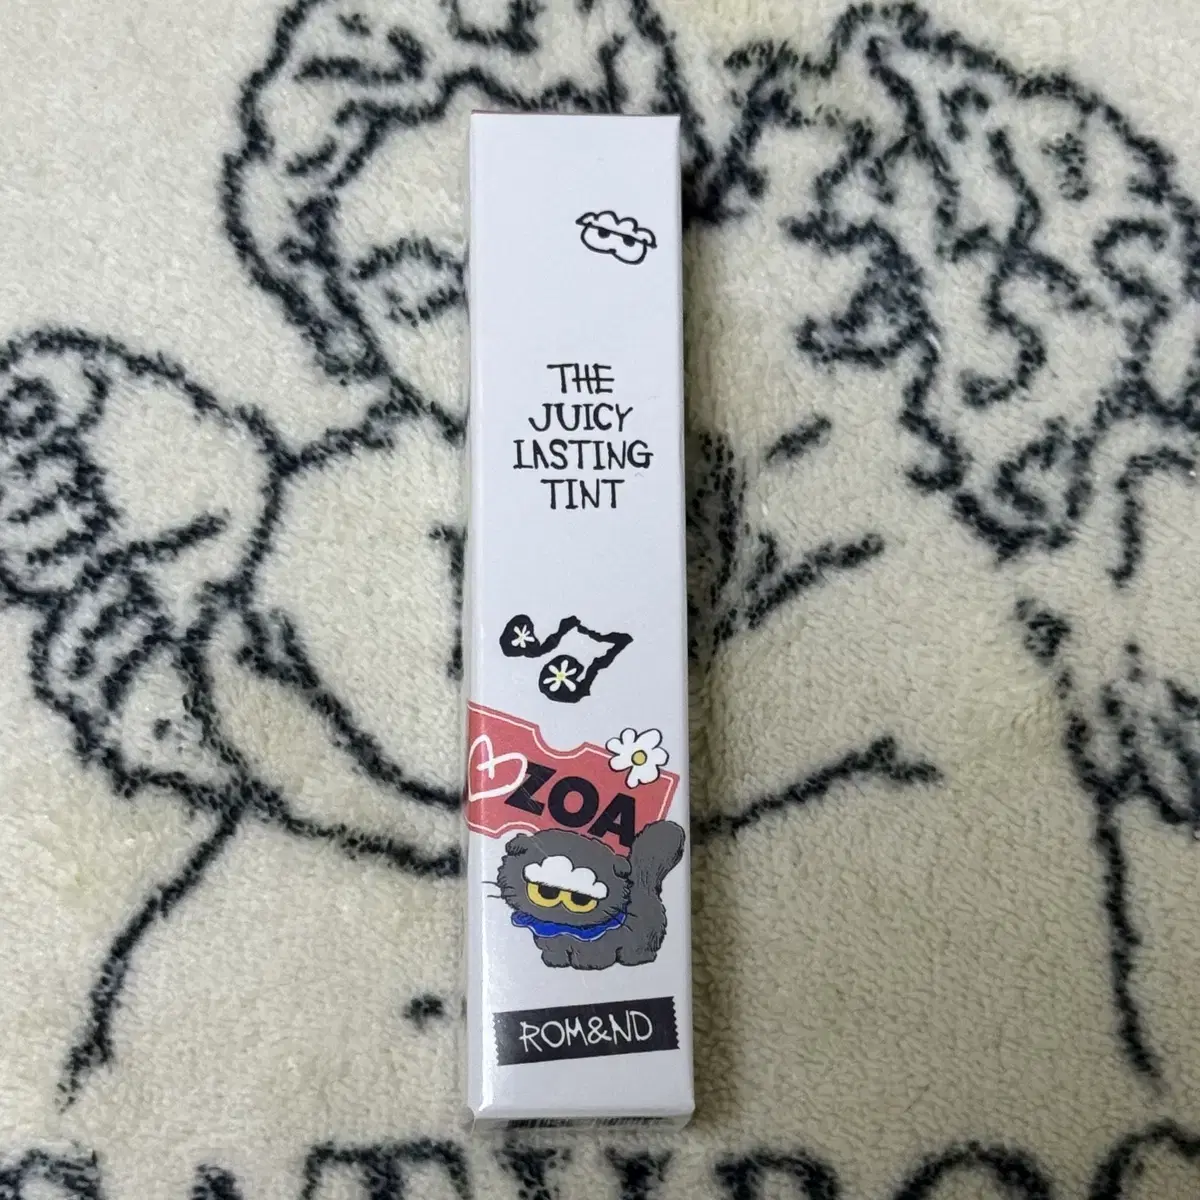 THE
JUICY
LASTING
TINT
ZOA
ROM&ND